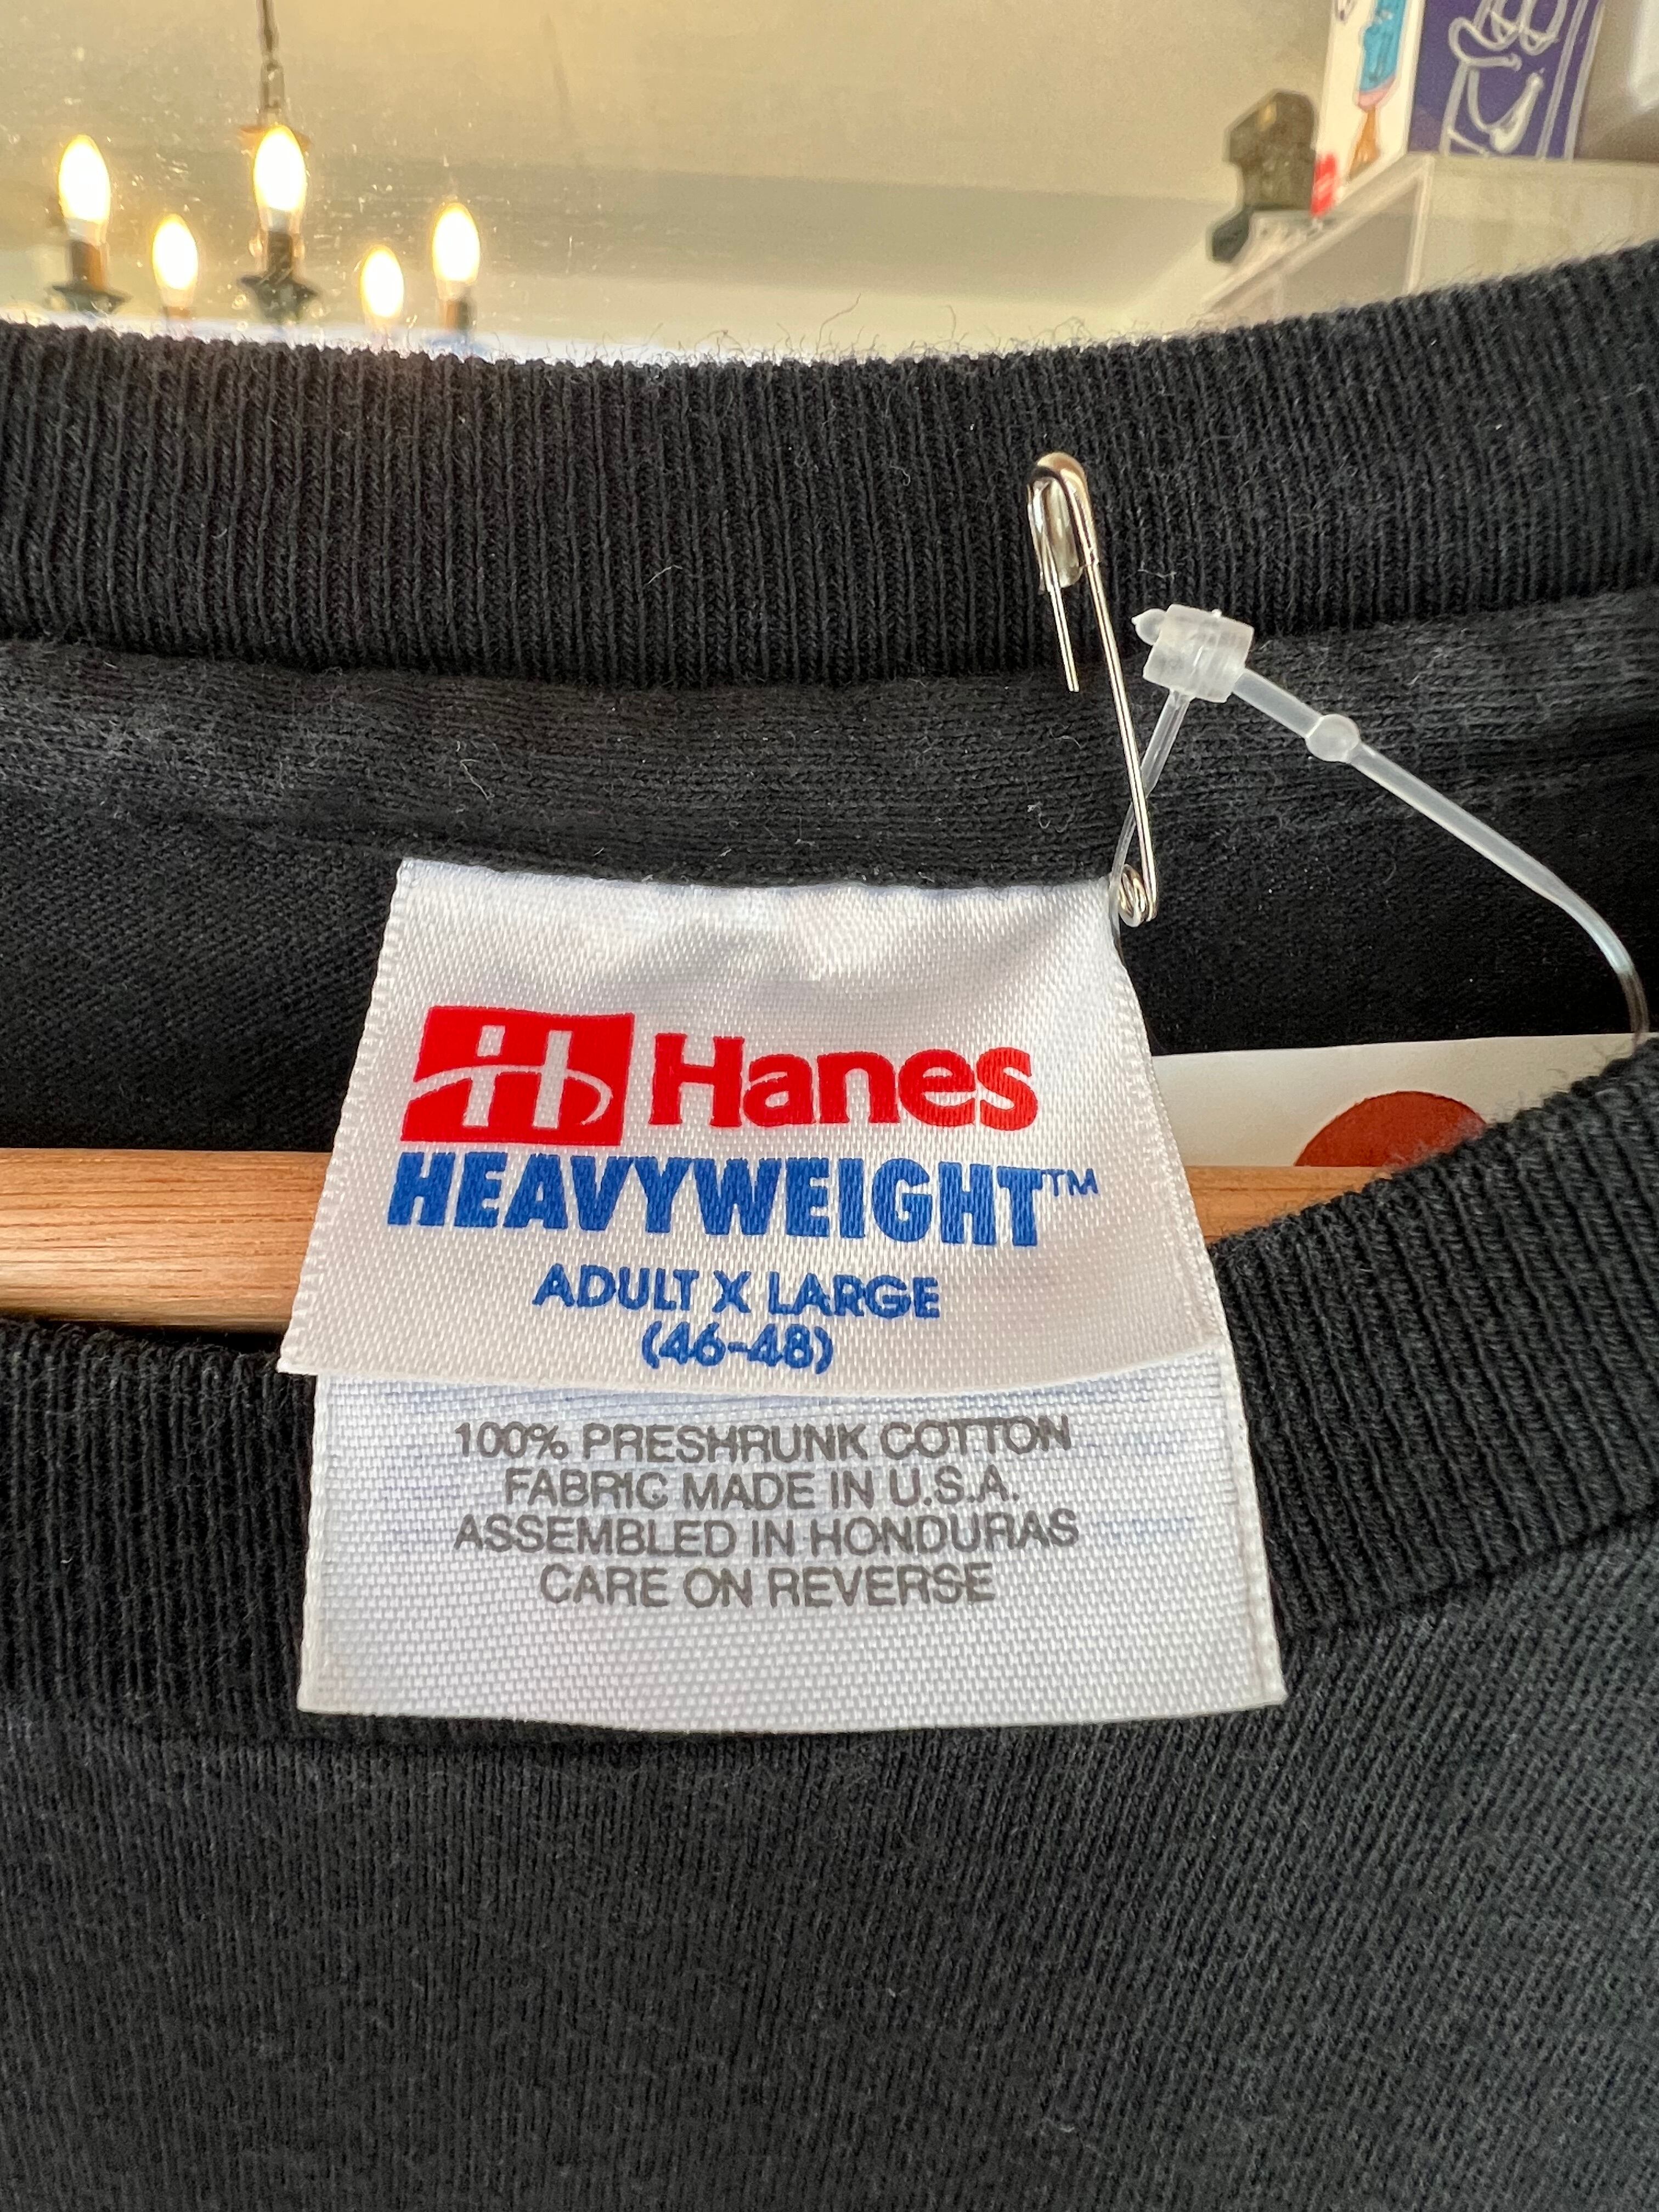 H Hanes
HEAVYWEIGHT™
ADULT X LARGE
(46-48)
100% PRESHRUNK COTTON
FABRIC MADE IN U.S.A.
ASSEMBLED IN HONDURAS
CARE ON REVERSE